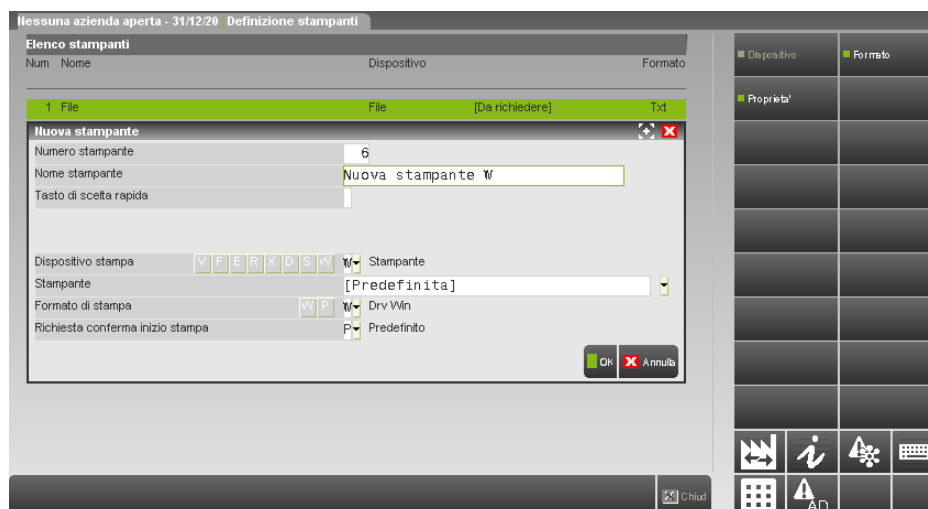 Nessuna azienda aperta - 31/12/20 Definizione stampanti
Elenco stampanti
Num Nome Dispositivo Formato
1 File File [Da richiedere] Txt
Nuova stampante
Numero stampante 6
Nome stampante Nuova stampante W
Tasto di scelta rapida
Dispositivo stampa V F E R X D S W W Stampante
Stampante [Predefinita]
Formato di stampa W P W Drv Win
Richiesta conferma inizio stampa P Predefinito
Ok Annulla
Chiud
Dispositivo Formato
Proprieta'
i
AD